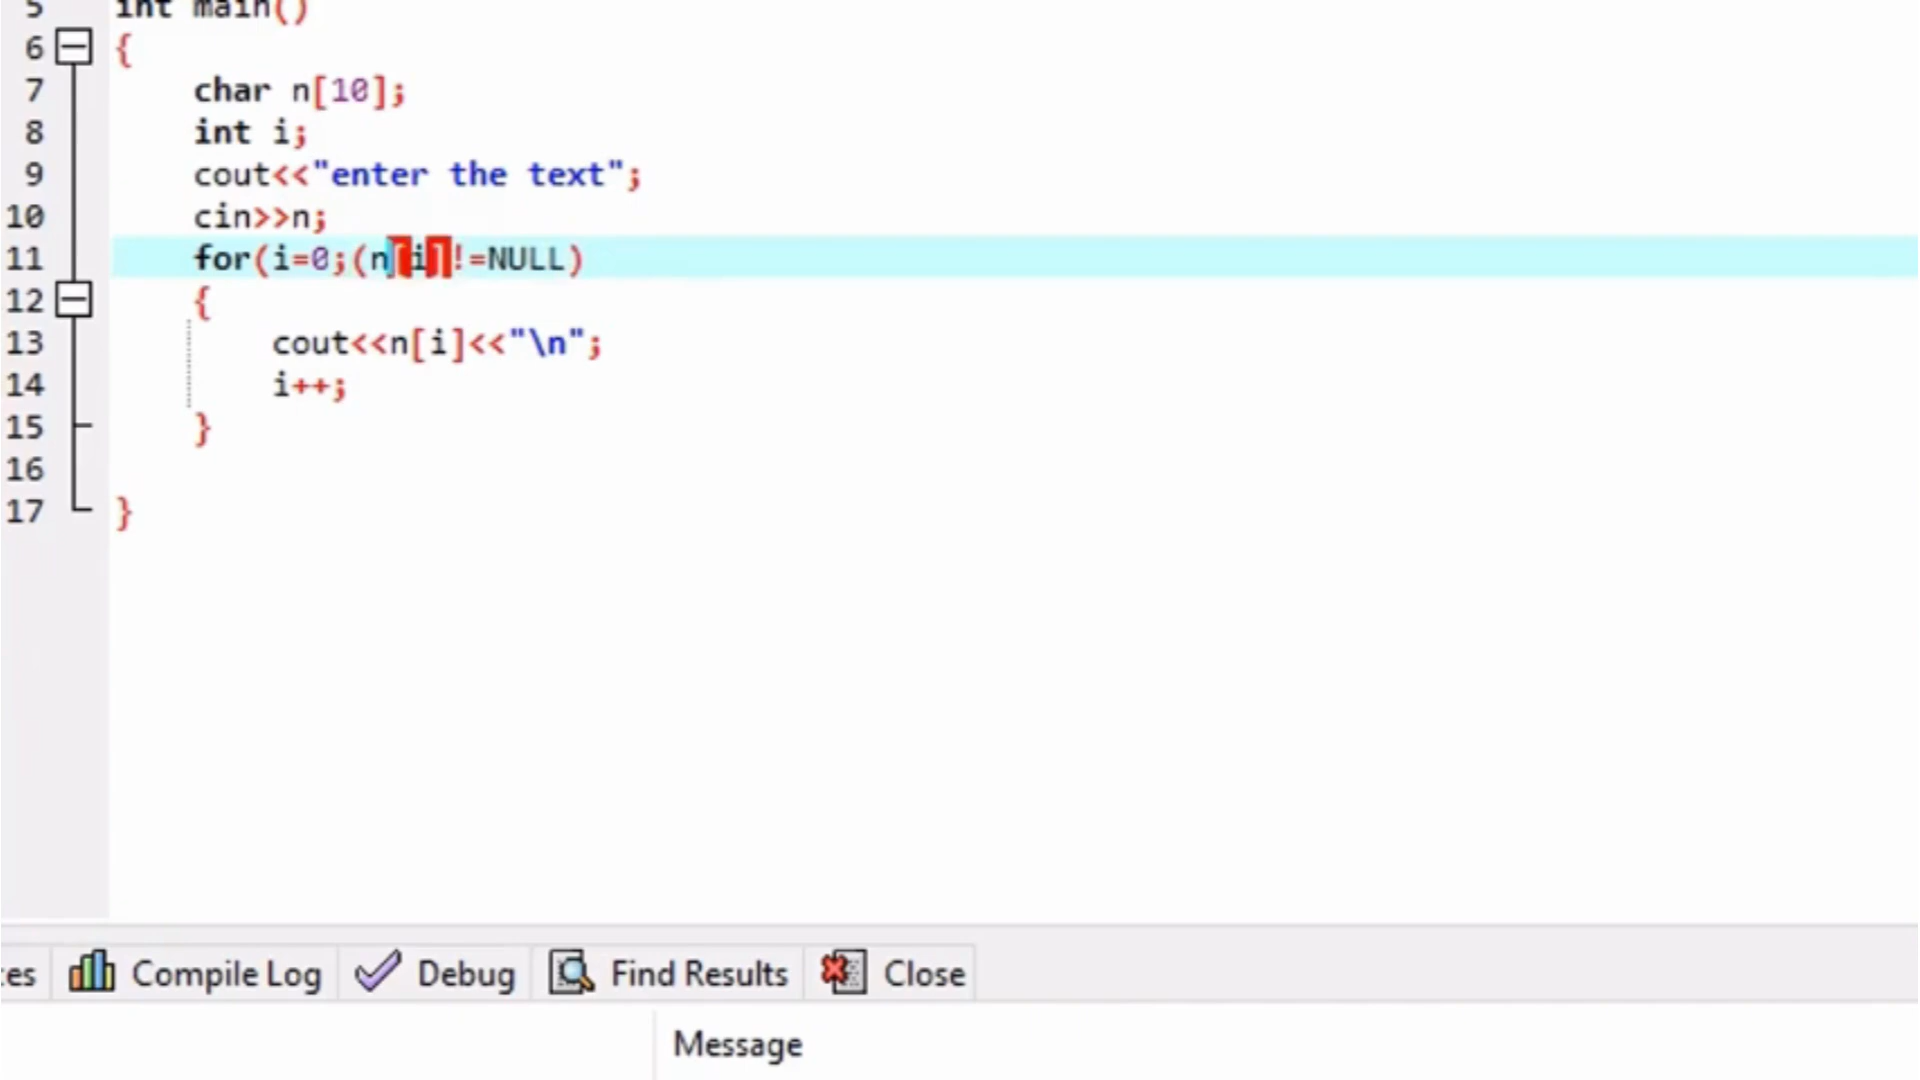 5 int main()
6 {
7 char n[10];
8 int i;
9 cout<<"enter the text";
10 cin>>n;
11 for(i=0;(n[i]!=NULL)
12 {
13 cout<<n[i]<<"\n";
14 i++;
15 }
16
17 }
es Compile Log Debug Find Results Close
Message